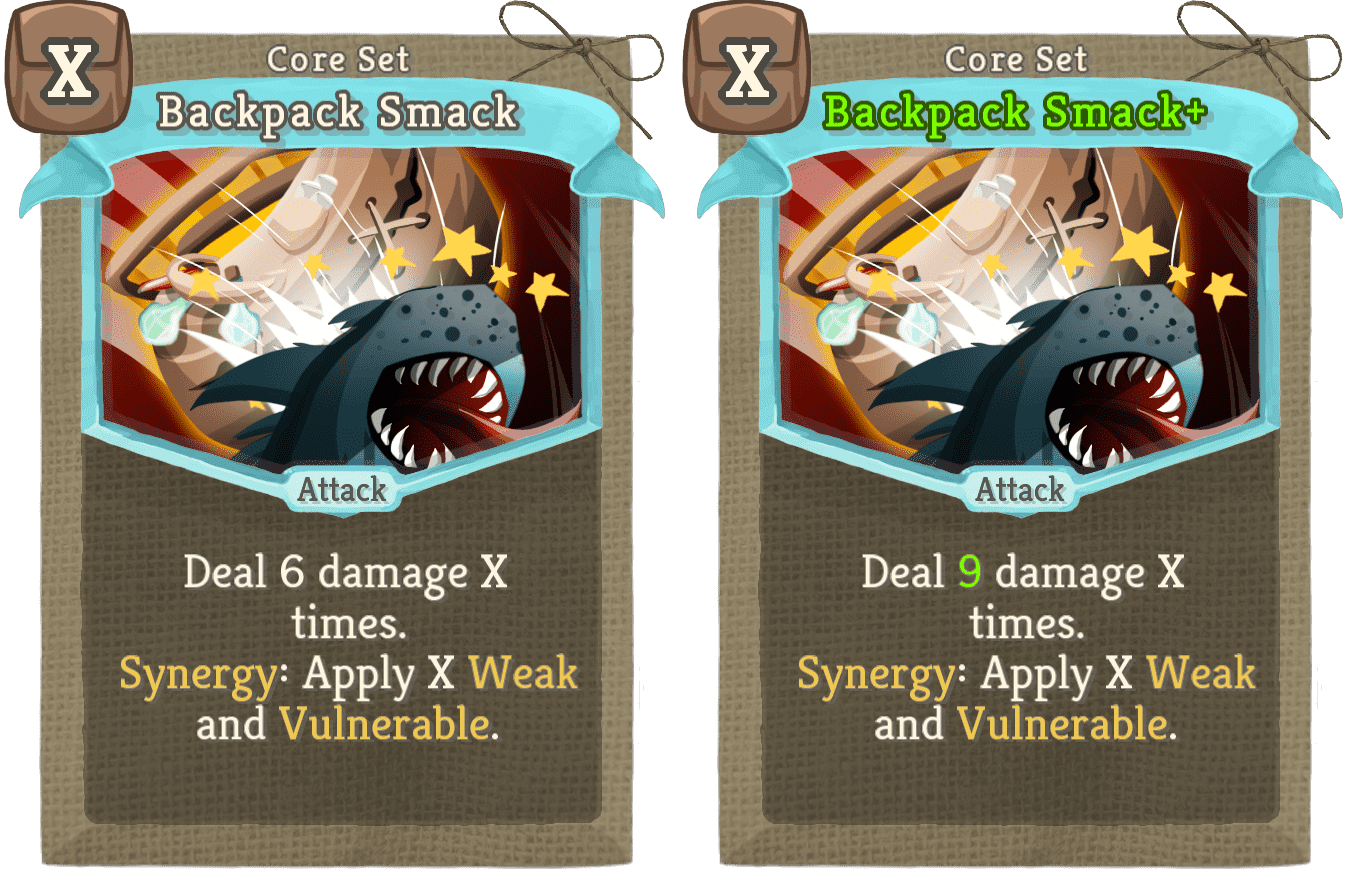 X
Core Set
Backpack Smack
Attack
Deal 6 damage X
times.
Synergy: Apply X Weak
and Vulnerable.
X
Core Set
Backpack Smack+
Attack
Deal 9 damage X
times.
Synergy: Apply X Weak
and Vulnerable.